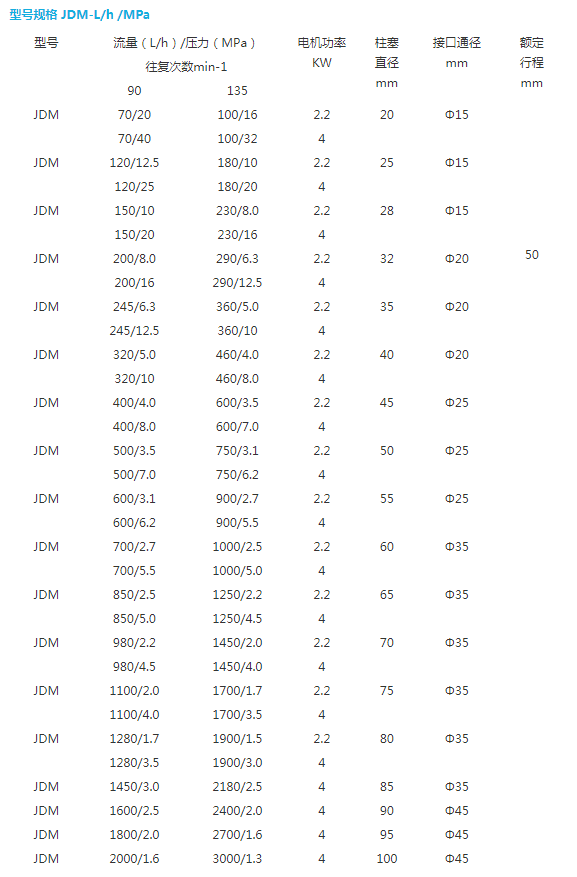 型号规格 JDM-L/h /MPa
型号 流量（L/h）/压力（MPa） 电机功率 柱塞 接口通径 额定
往复次数min-1 KW 直径 mm 行程
90 135 mm mm
JDM 70/20 100/16 2.2 20 Φ15
70/40 100/32 4
JDM 120/12.5 180/10 2.2 25 Φ15
120/25 180/20 4
JDM 150/10 230/8.0 2.2 28 Φ15
150/20 230/16 4
JDM 200/8.0 290/6.3 2.2 32 Φ20 50
200/16 290/12.5 4
JDM 245/6.3 360/5.0 2.2 35 Φ20
245/12.5 360/10 4
JDM 320/5.0 460/4.0 2.2 40 Φ20
320/10 460/8.0 4
JDM 400/4.0 600/3.5 2.2 45 Φ25
400/8.0 600/7.0 4
JDM 500/3.5 750/3.1 2.2 50 Φ25
500/7.0 750/6.2 4
JDM 600/3.1 900/2.7 2.2 55 Φ25
600/6.2 900/5.5 4
JDM 700/2.7 1000/2.5 2.2 60 Φ35
700/5.5 1000/5.0 4
JDM 850/2.5 1250/2.2 2.2 65 Φ35
850/5.0 1250/4.5 4
JDM 980/2.2 1450/2.0 2.2 70 Φ35
980/4.5 1450/4.0 4
JDM 1100/2.0 1700/1.7 2.2 75 Φ35
1100/4.0 1700/3.5 4
JDM 1280/1.7 1900/1.5 2.2 80 Φ35
1280/3.5 1900/3.0 4
JDM 1450/3.0 2180/2.5 4 85 Φ35
JDM 1600/2.5 2400/2.0 4 90 Φ45
JDM 1800/2.0 2700/1.6 4 95 Φ45
JDM 2000/1.6 3000/1.3 4 100 Φ45